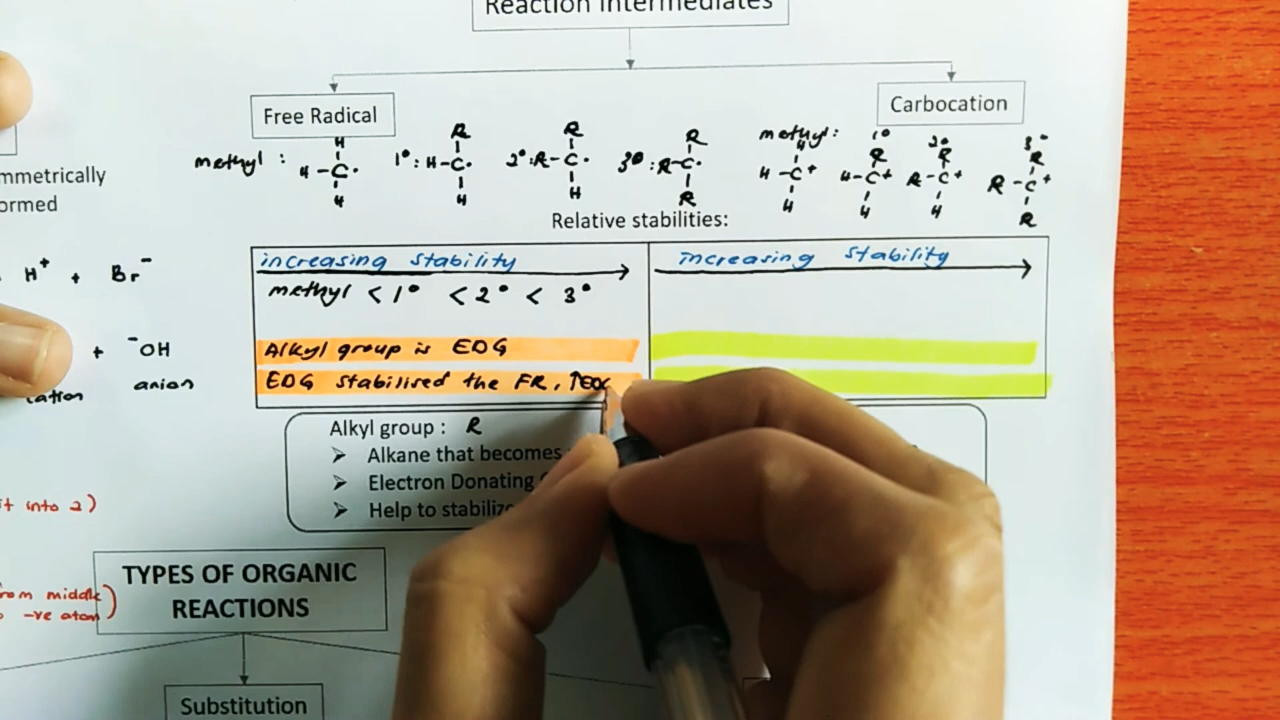 Reaction Intermediates
Free Radical
Carbocation
methyl :
H
H - C ·
H
1° : H - C ·
R
H
2° : R - C ·
R
H
3° : R - C ·
R
R
methyl :
H
H - C +
H
1°
R
H - C +
H
2°
R
R - C +
H
3°
R
R - C +
R
Relative stabilities:
increasing stability
increasing stability
methyl < 1° < 2° < 3°
Alkyl group is EDG
EDG stabilised the FR, ↑EDG
mmetrically
ormed
H⁺ + Br⁻
+ ⁻OH
cation anion
Alkyl group : R
➢ Alkane that becomes
➢ Electron Donating
➢ Help to stabilize
it into 2)
TYPES OF ORGANIC
REACTIONS
rom middle)
-ve atom
Substitution